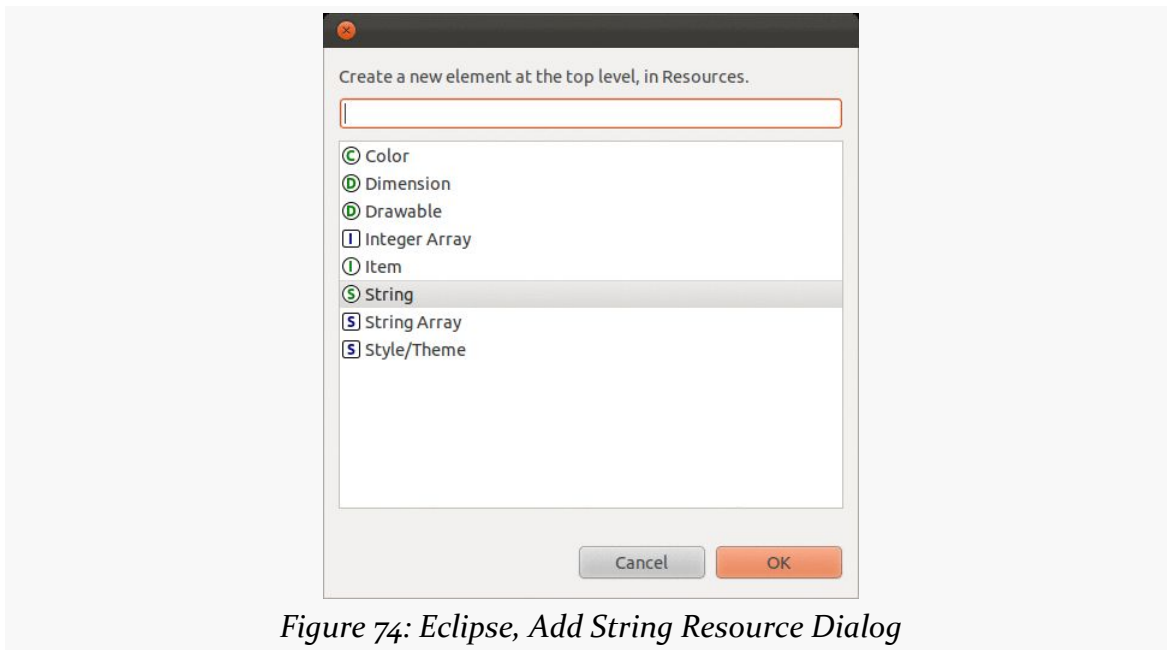 Create a new element at the top level, in Resources.
C Color
D Dimension
D Drawable
I Integer Array
I Item
S String
S String Array
S Style/Theme
Cancel OK
Figure 74: Eclipse, Add String Resource Dialog